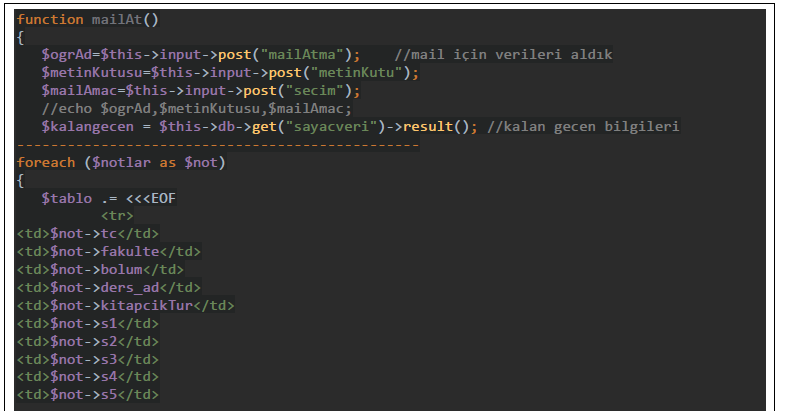 function mailAt()
{
$ogrAd=$this->input->post("mailAtma");    //mail için verileri aldık
$metinKutusu=$this->input->post("metinKutu");
$mailAmac=$this->input->post("secim");
//echo $ogrAd,$metinKutusu,$mailAmac;
$kalangecen = $this->db->get("sayacveri")->result(); //kalan gecen bilgileri
------------------------------------------------
foreach ($notlar as $not)
{
$tablo .= <<<EOF
<tr>
<td>$not->tc</td>
<td>$not->fakulte</td>
<td>$not->bolum</td>
<td>$not->ders_ad</td>
<td>$not->kitapcikTur</td>
<td>$not->s1</td>
<td>$not->s2</td>
<td>$not->s3</td>
<td>$not->s4</td>
<td>$not->s5</td>